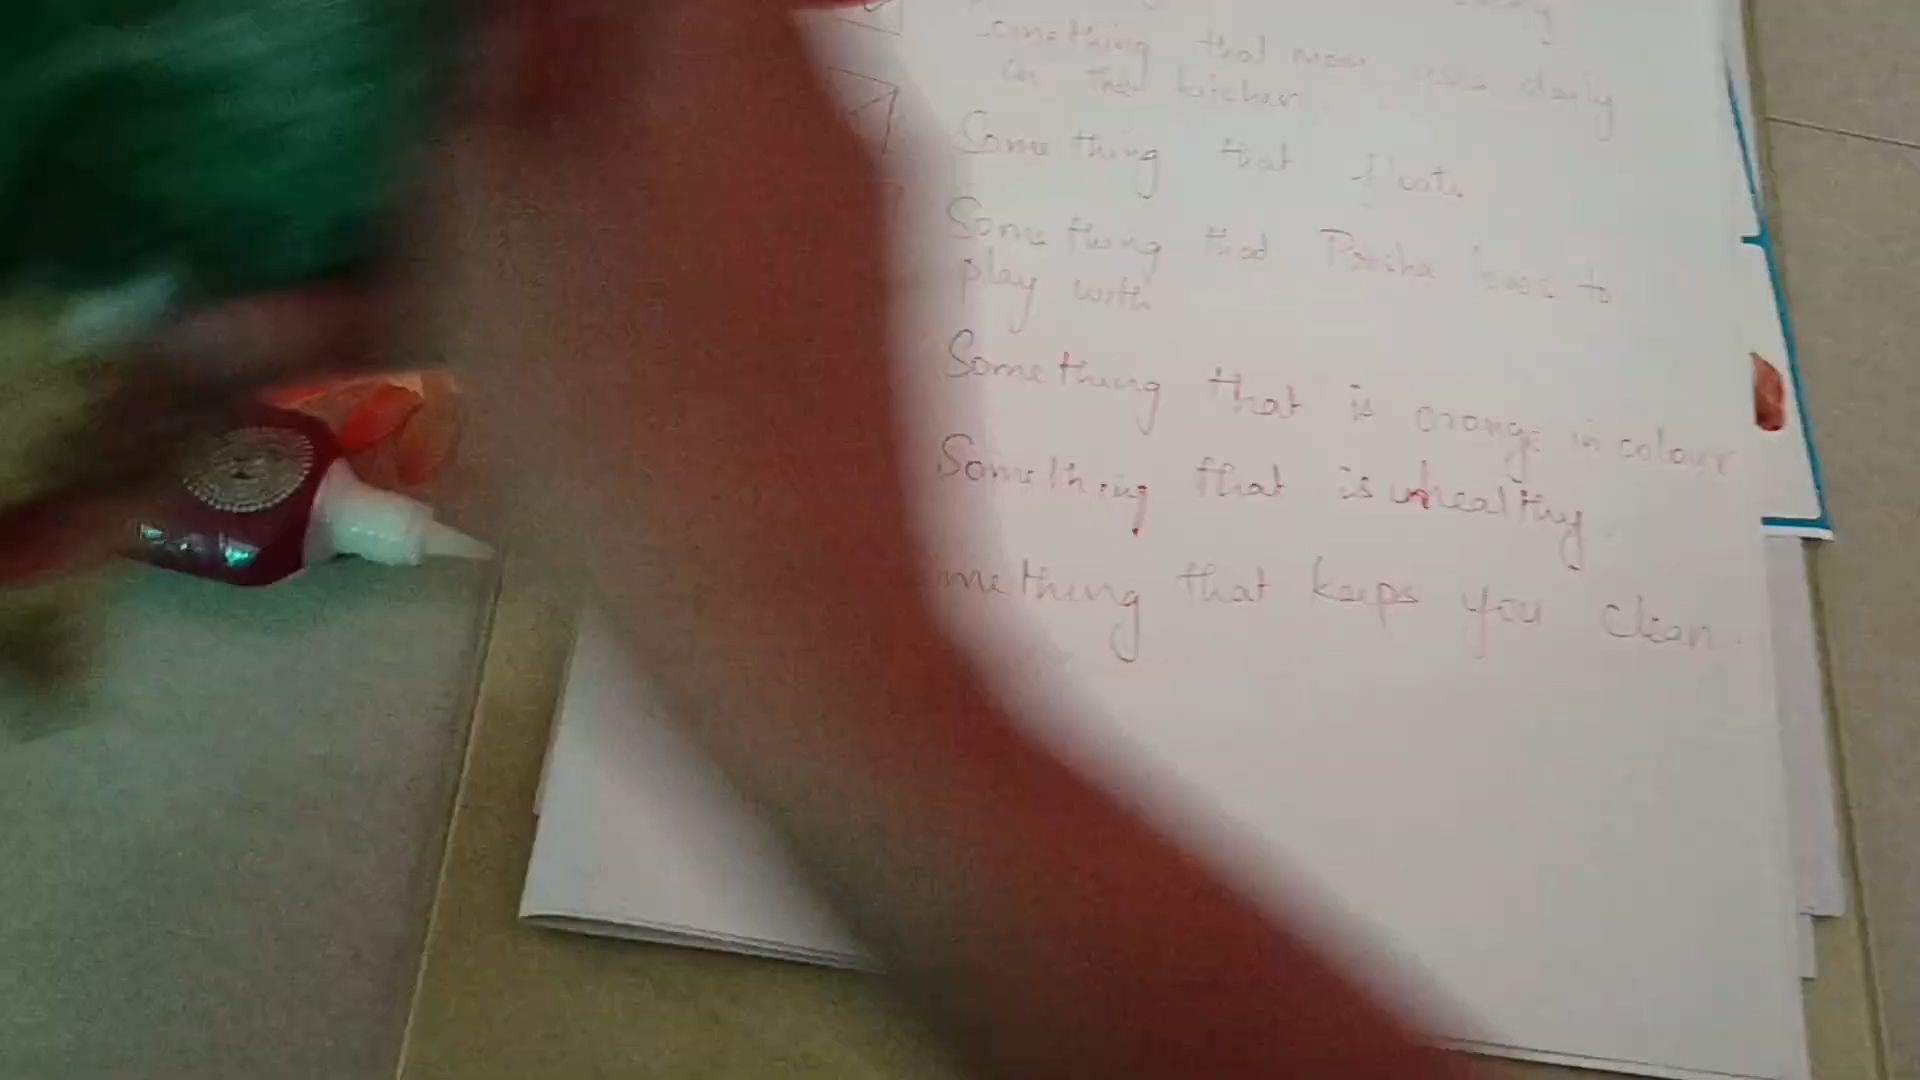 Something that mom uses daily
in the kitchen
Something that floats
Something that loves to
play with
Something that is orange in colour
Something that is unhealthy.
mething that keeps you clean.